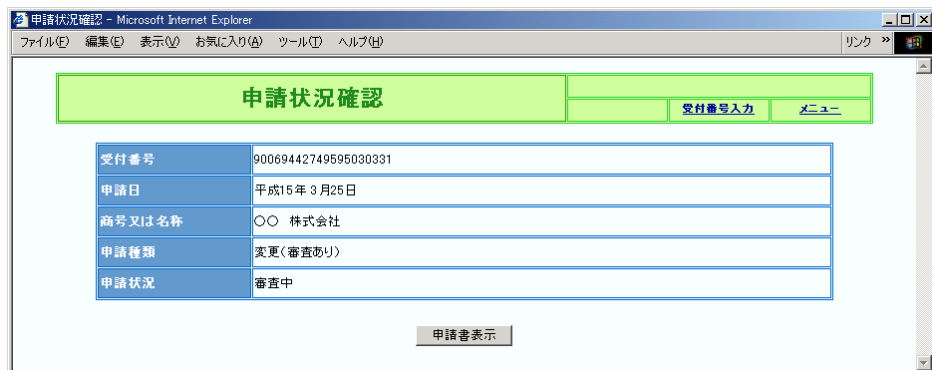 申請状況確認 - Microsoft Internet Explorer
ファイル(F) 編集(E) 表示(V) お気に入り(A) ツール(T) ヘルプ(H) リンク »
申請状況確認
受付番号入力 メニュー
受付番号 90069442749595030331
申請日 平成15年3月25日
商号又は名称 〇〇 株式会社
申請種類 変更(審査あり)
申請状況 審査中
申請書表示